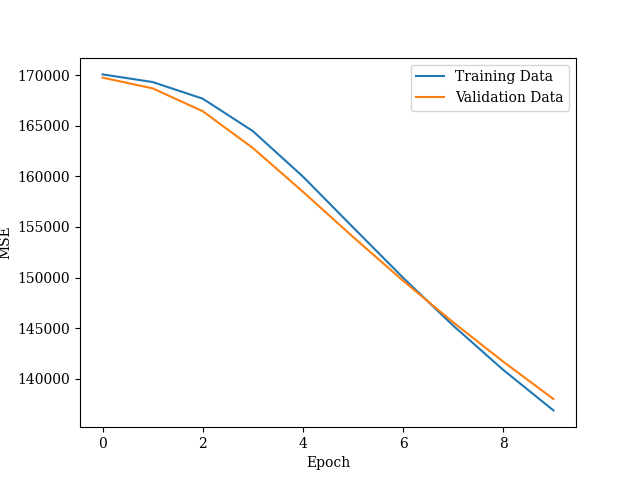 Training Data
Validation Data
170000
165000
160000
155000
150000
145000
140000
MSE
0 2 4 6 8
Epoch